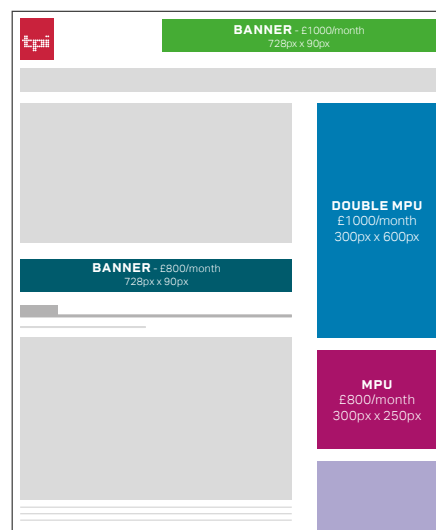 tpi
BANNER - £1000/month
728px x 90px
DOUBLE MPU
£1000/month
300px x 600px
BANNER - £800/month
728px x 90px
MPU
£800/month
300px x 250px